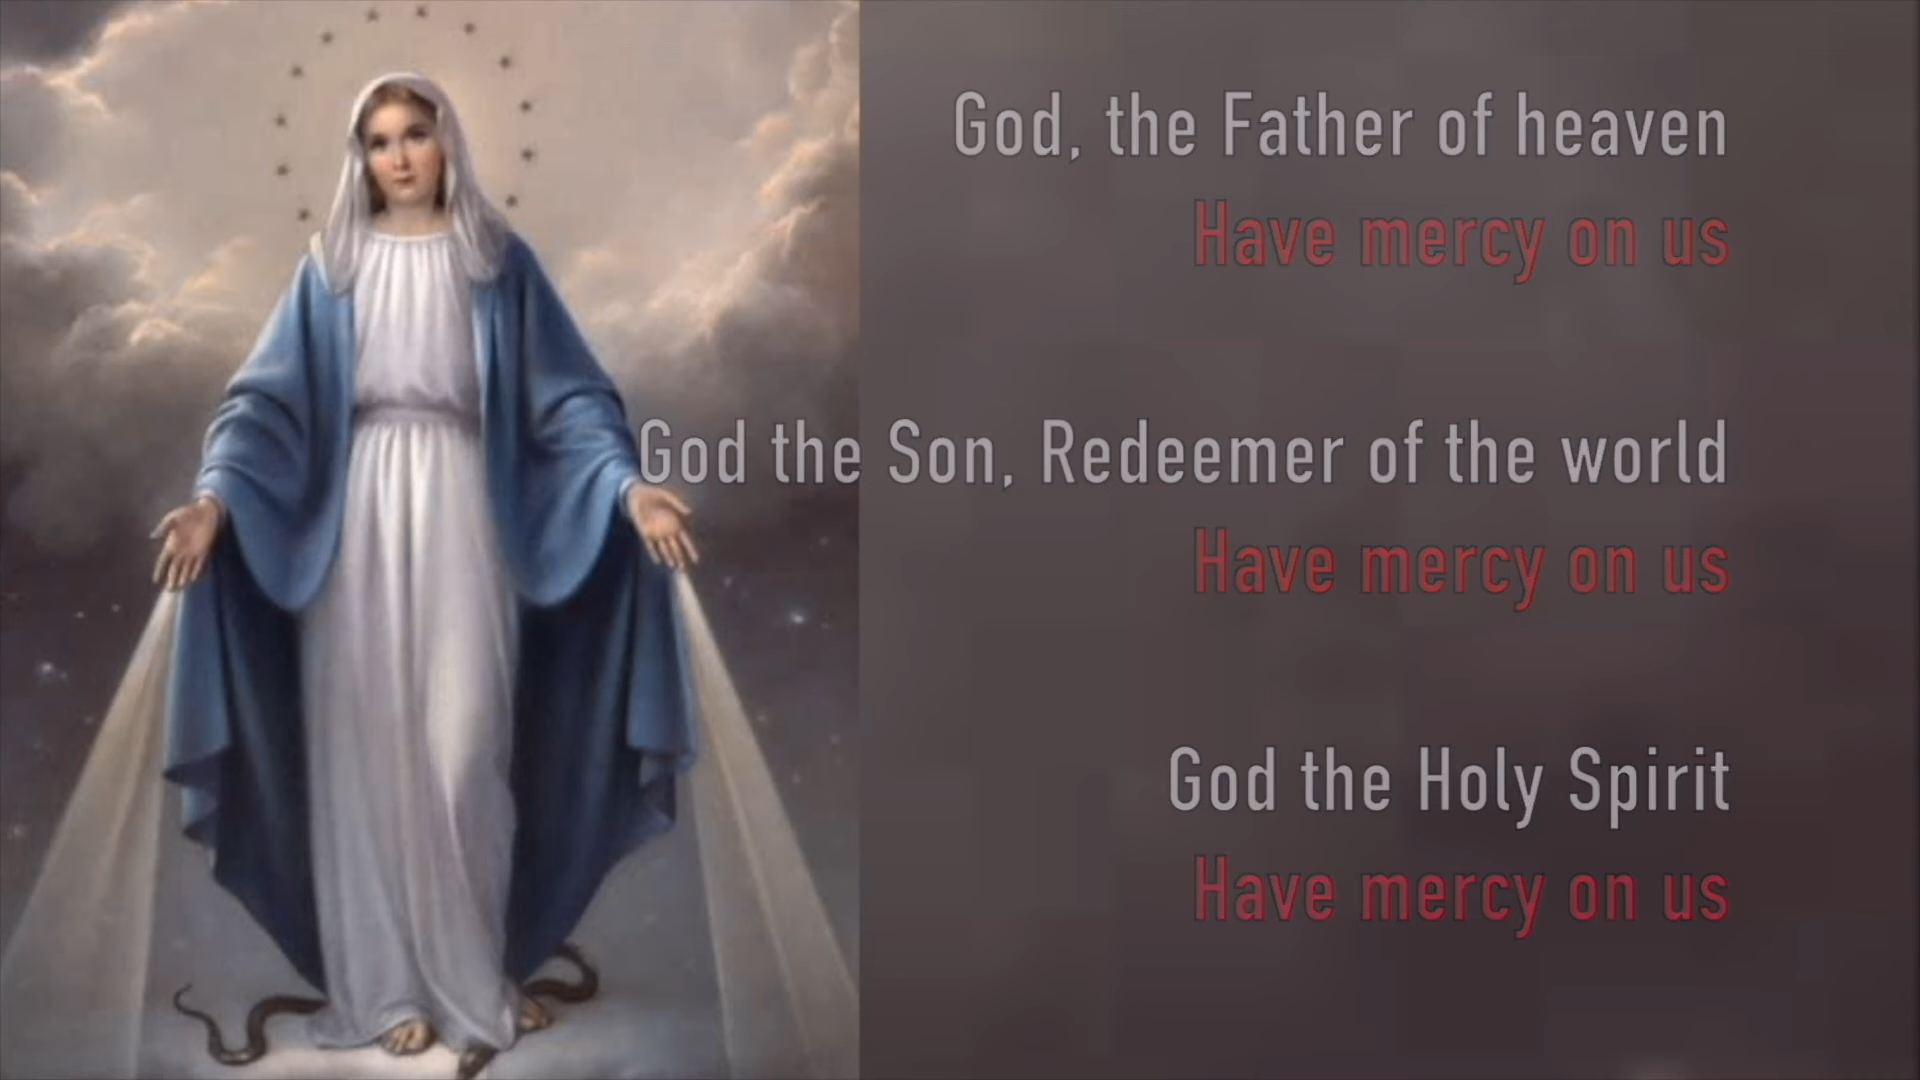 God, the Father of heaven
Have mercy on us
God the Son, Redeemer of the world
Have mercy on us
God the Holy Spirit
Have mercy on us